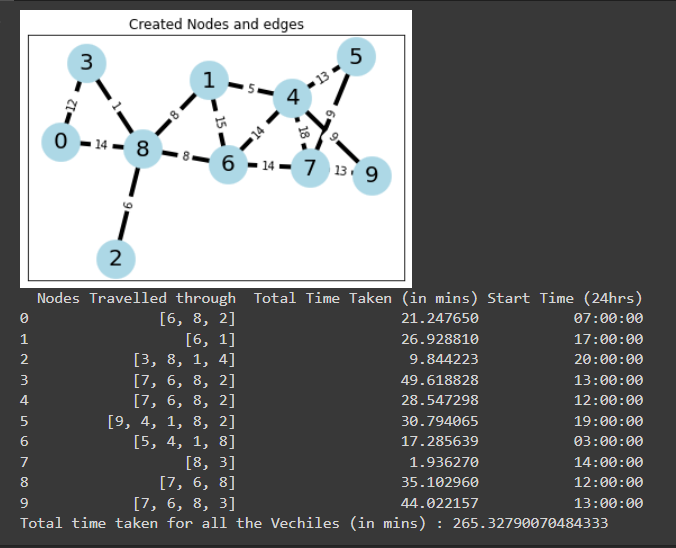 Created Nodes and edges
3
5
1
5
13
4
12
1
8
15
14
18
9
9
0
14
8
8
6
14
7
13
9
6
2
Nodes Travelled through Total Time Taken (in mins) Start Time (24hrs)
0 [6, 8, 2] 21.247650 07:00:00
1 [6, 1] 26.928810 17:00:00
2 [3, 8, 1, 4] 9.844223 20:00:00
3 [7, 6, 8, 2] 49.618828 13:00:00
4 [7, 6, 8, 2] 28.547298 12:00:00
5 [9, 4, 1, 8, 2] 30.794065 19:00:00
6 [5, 4, 1, 8] 17.285639 03:00:00
7 [8, 3] 1.936270 14:00:00
8 [7, 6, 8] 35.102960 12:00:00
9 [7, 6, 8, 3] 44.022157 13:00:00
Total time taken for all the Vechiles (in mins) : 265.32790070484333